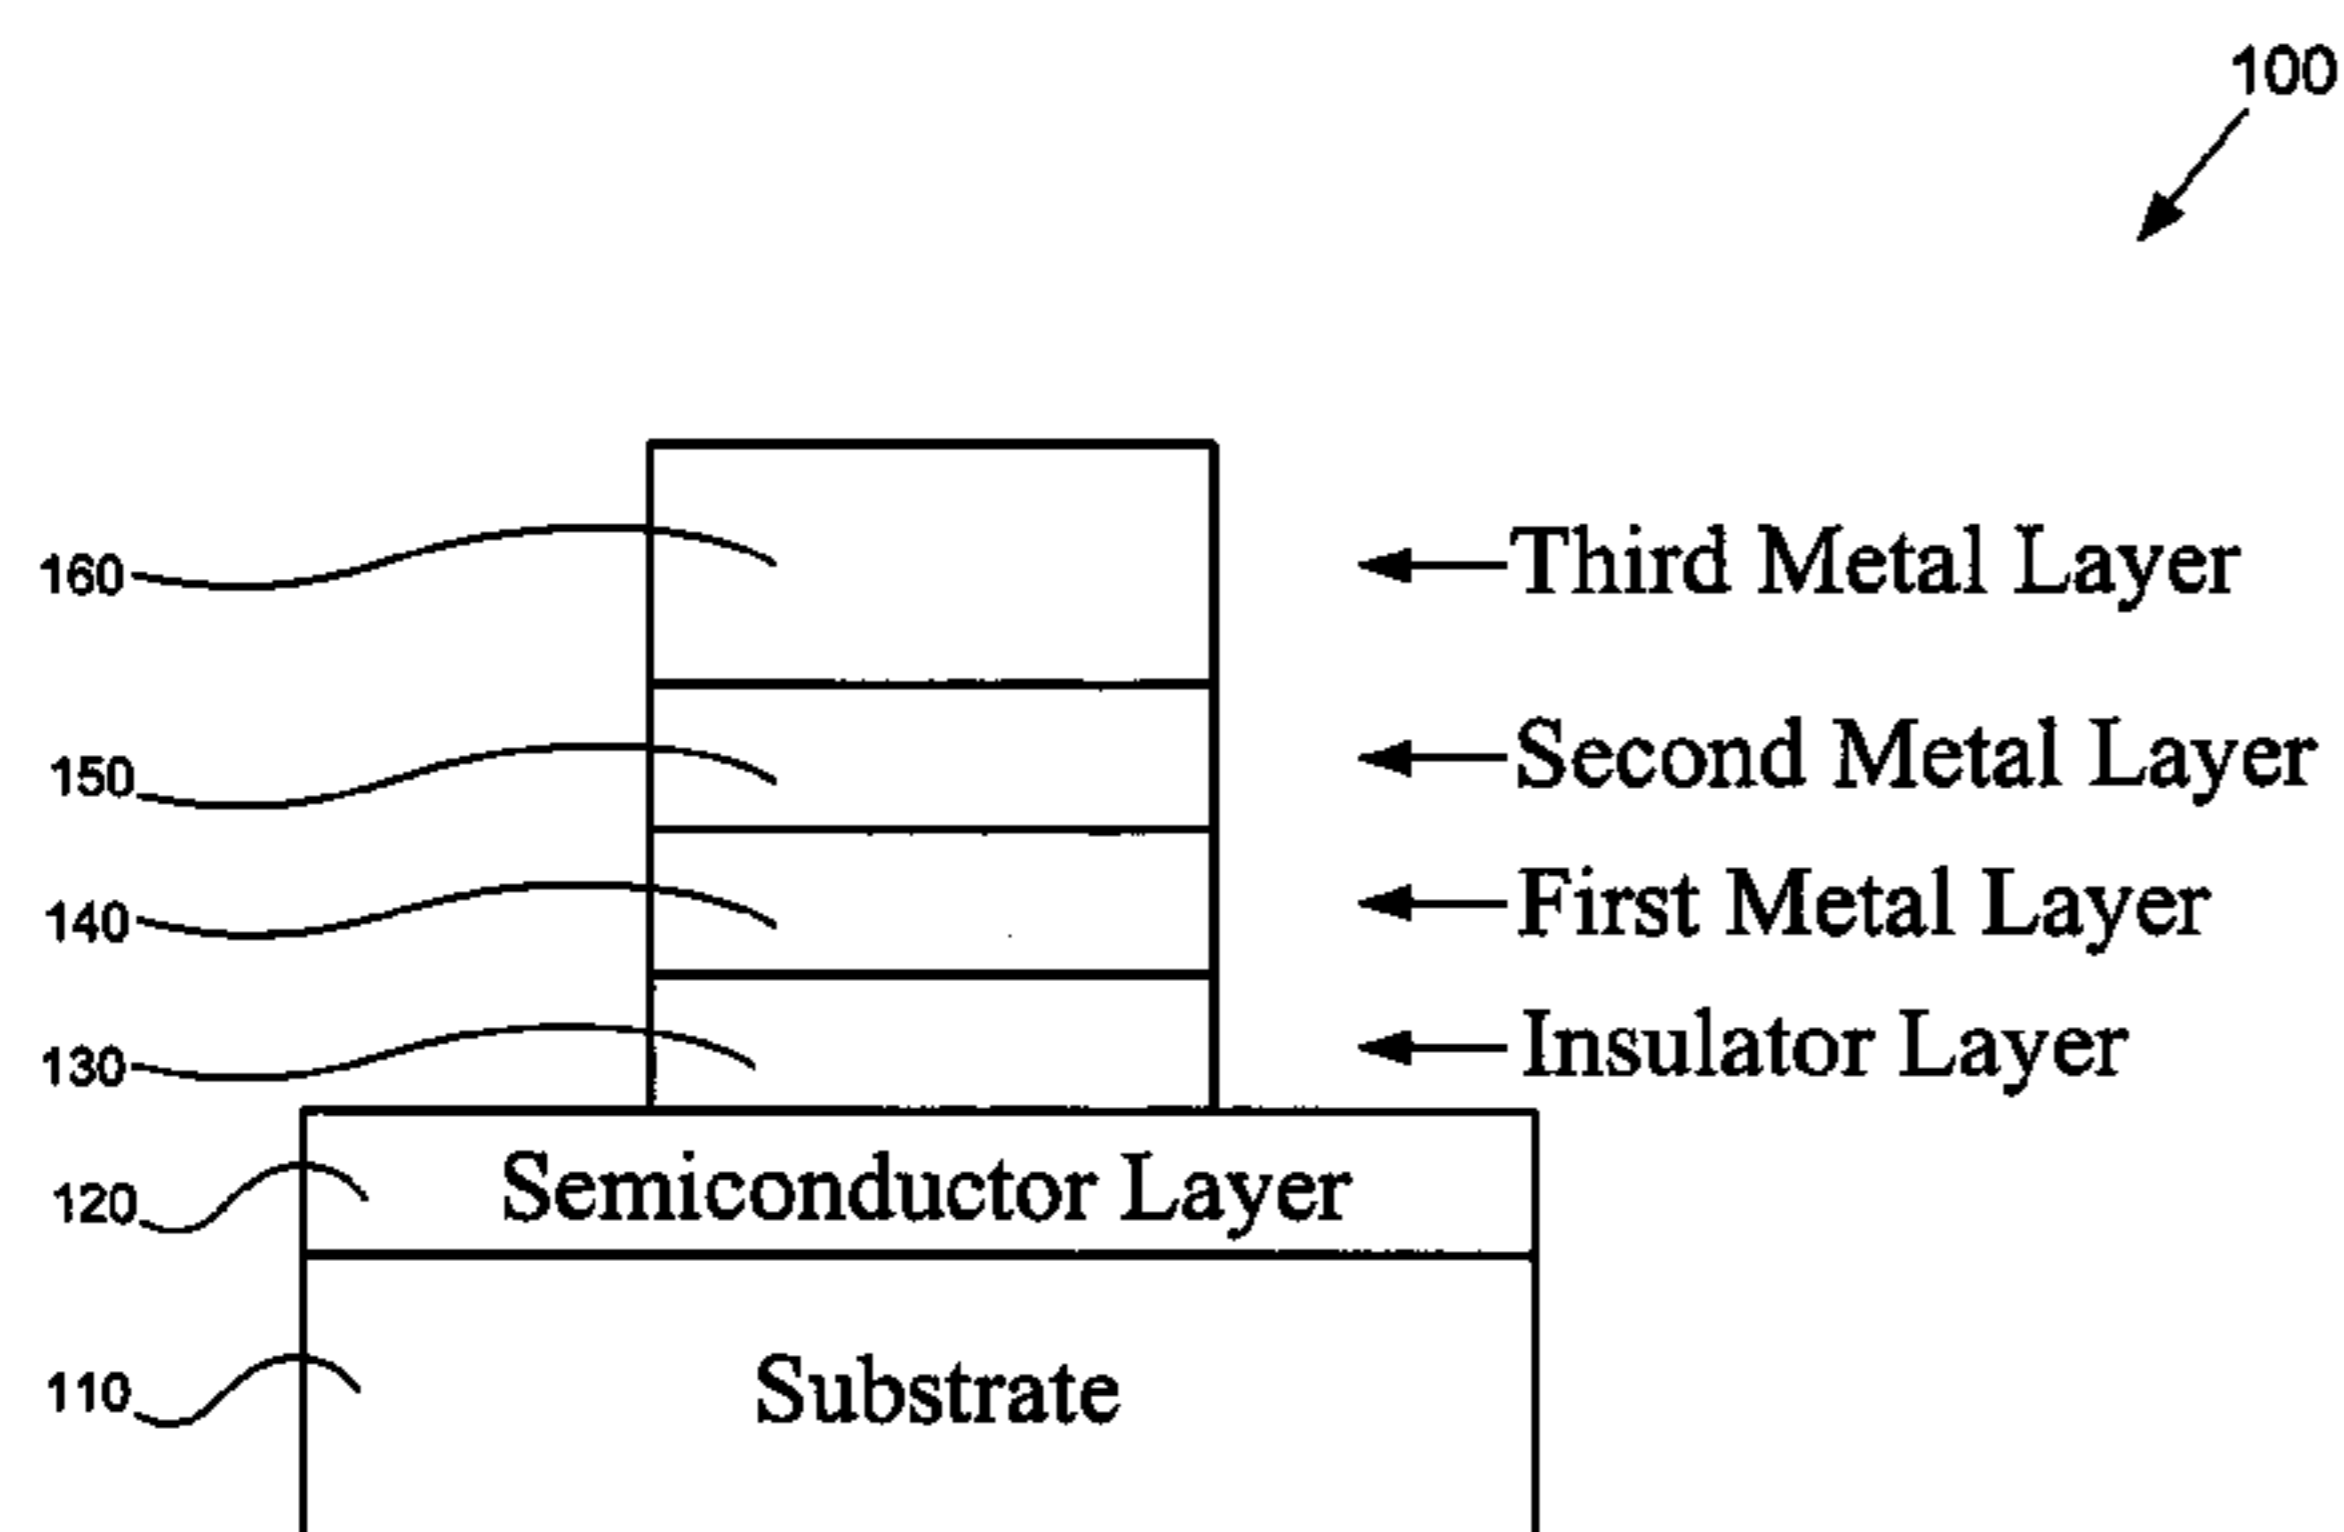 100
160 Third Metal Layer
150 Second Metal Layer
140 First Metal Layer
130 Insulator Layer
120 Semiconductor Layer
110 Substrate